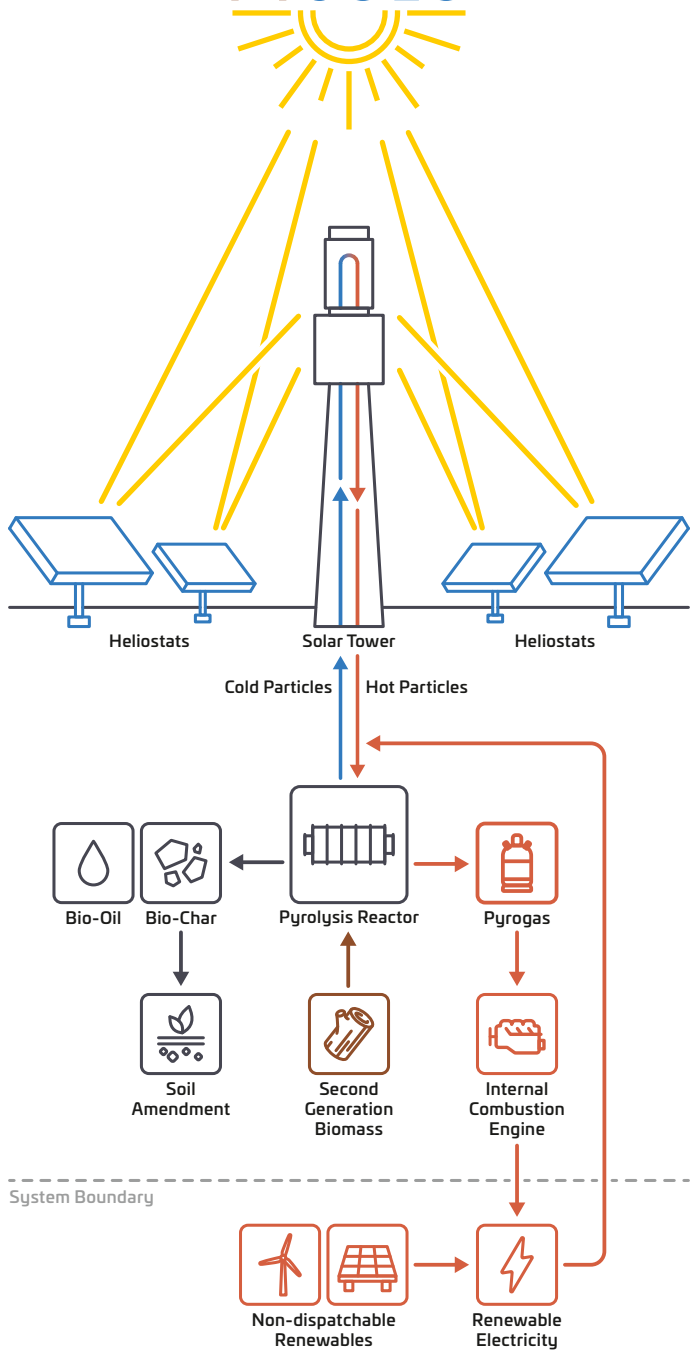 Heliostats
Solar Tower
Heliostats
Cold Particles
Hot Particles
Bio-Oil
Bio-Char
Pyrolysis Reactor
Pyrogas
Soil
Amendment
Second
Generation
Biomass
Internal
Combustion
Engine
System Boundary
Non-dispatchable
Renewables
Renewable
Electricity